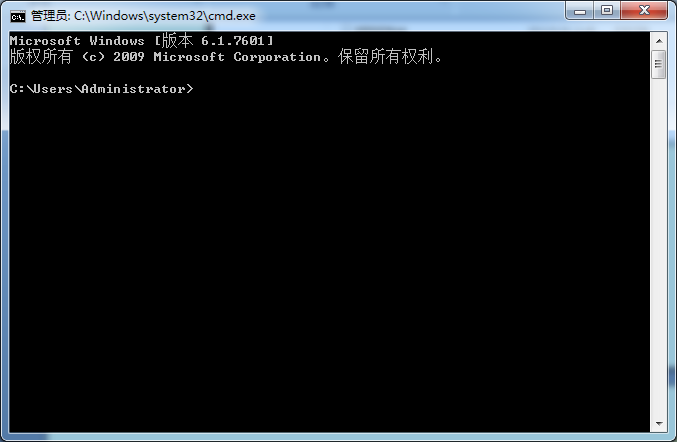 管理员: C:\Windows\system32\cmd.exe
Microsoft Windows [版本 6.1.7601]
版权所有 (c) 2009 Microsoft Corporation。保留所有权利。
C:\Users\Administrator>